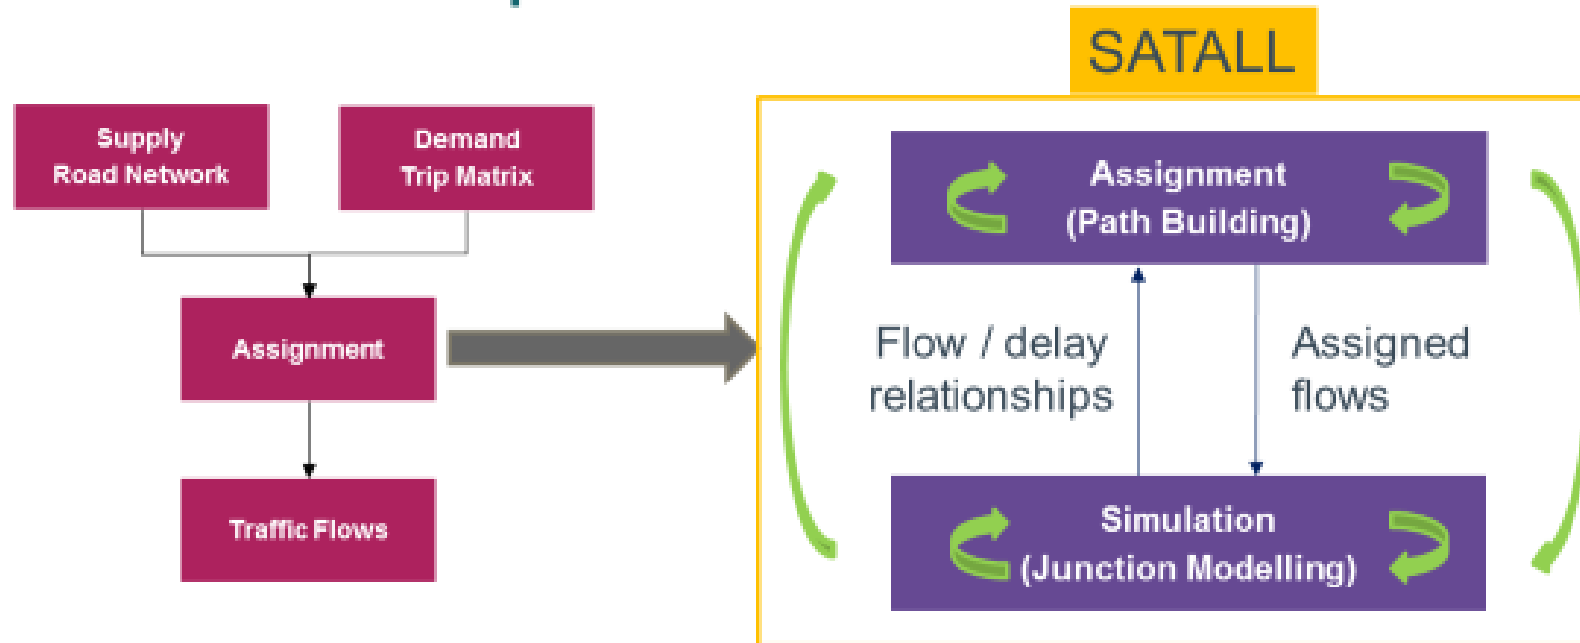 SATALL
Supply
Road Network
Demand
Trip Matrix
Assignment
Traffic Flows
Assignment
(Path Building)
Flow / delay
relationships
Assigned
flows
Simulation
(Junction Modelling)